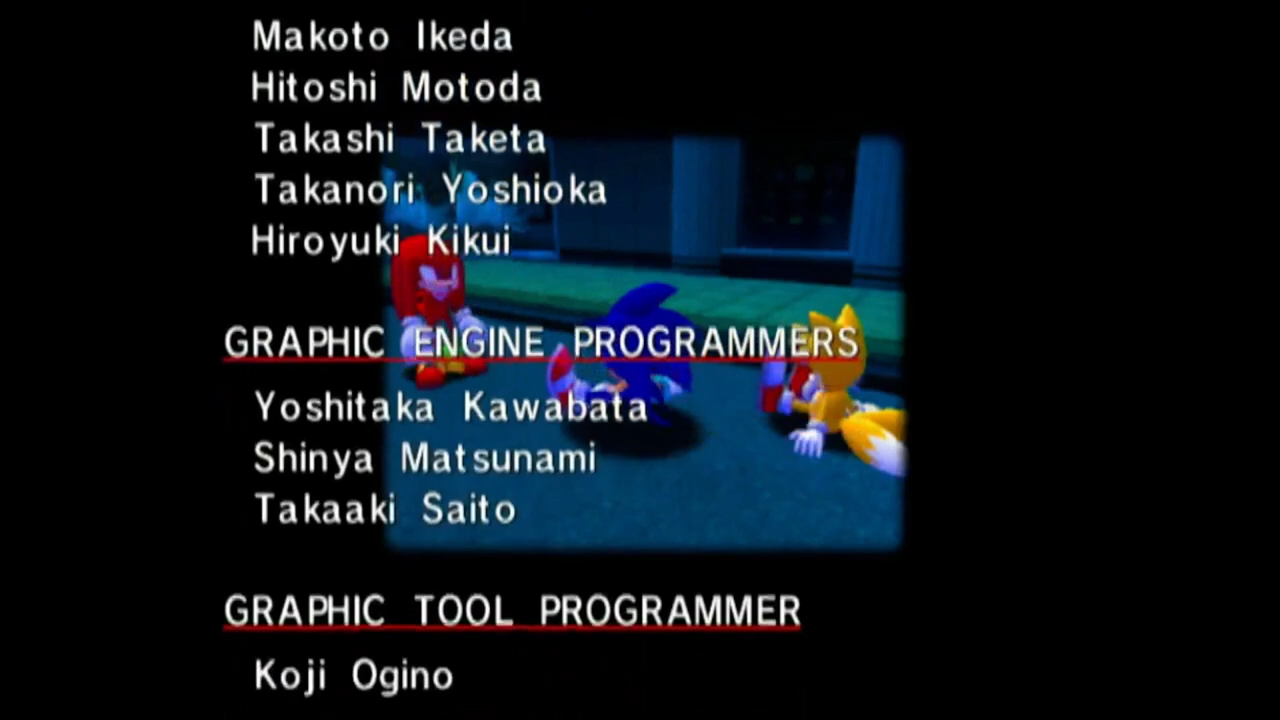 Makoto Ikeda
Hitoshi Motoda
Takashi Taketa
Takanori Yoshioka
Hiroyuki Kikui
GRAPHIC ENGINE PROGRAMMERS
Yoshitaka Kawabata
Shinya Matsunami
Takaaki Saito
GRAPHIC TOOL PROGRAMMER
Koji Ogino